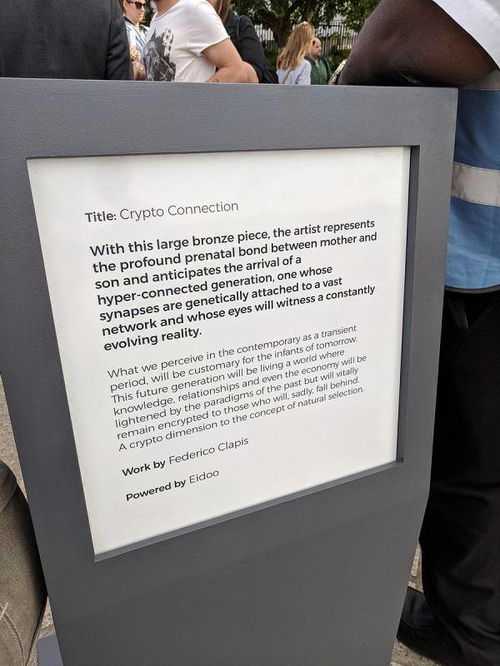 Title: Crypto Connection
With this large bronze piece, the artist represents
the profound prenatal bond between mother and
son and anticipates the arrival of a
hyper-connected generation, one whose
synapses are genetically attached to a vast
network and whose eyes will witness a constantly
evolving reality.
What we perceive in the contemporary as a transient
period, will be customary for the infants of tomorrow.
This future generation will be living a world where
knowledge, relationships and even the economy will be
lightened by the paradigms of the past but will vitally
remain encrypted to those who will, sadly, fall behind.
A crypto dimension to the concept of natural selection.
Work by Federico Clapis
Powered by Eidoo